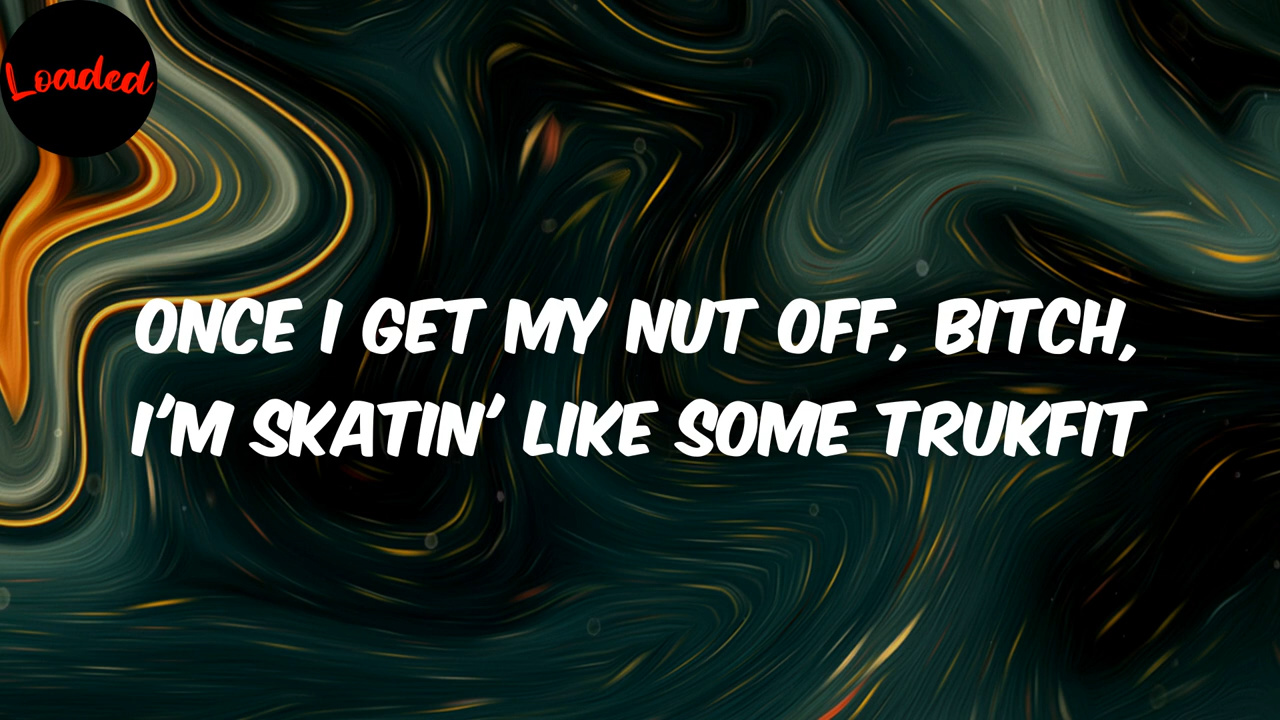 Loaded
ONCE I GET MY NUT OFF, BITCH,
I'M SKATIN' LIKE SOME TRUKFIT